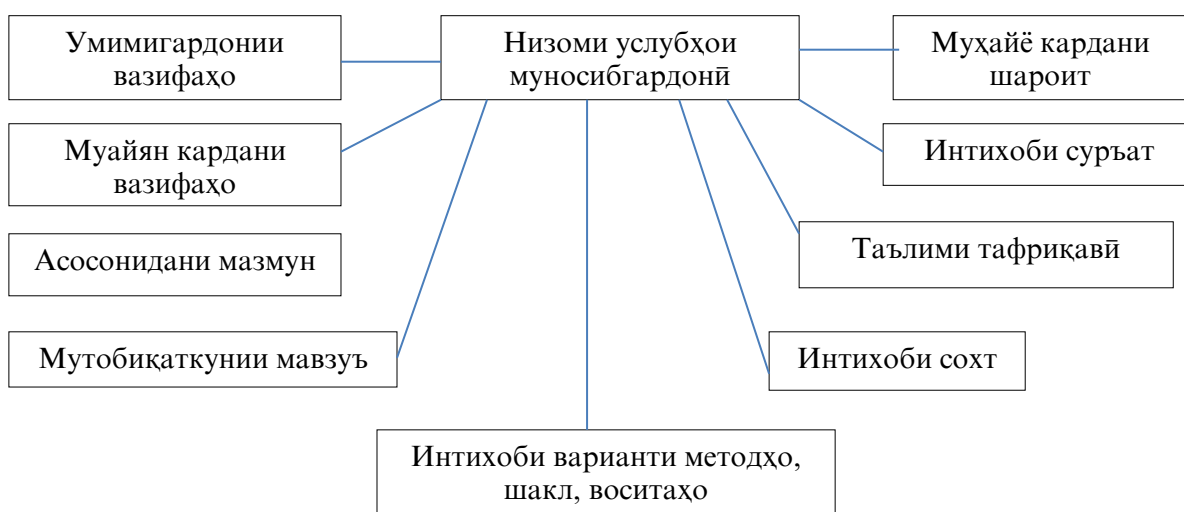 Умимигардонии
вазифаҳо
Низоми услубҳои
муносибгардонӣ
Муҳайё кардани
шароит
Муайян кардани
вазифаҳо
Интихоби суръат
Асосонидани мазмун
Таълими тафриқавӣ
Мутобиқаткунии мавзуъ
Интихоби сохт
Интихоби варианти методҳо,
шакл, воситаҳо